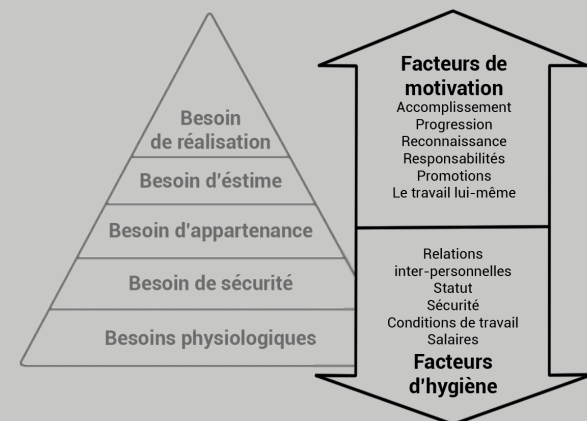 Besoin
de réalisation
Besoin d'éstime
Besoin d'appartenance
Besoin de sécurité
Besoins physiologiques
Facteurs de
motivation
Accomplissement
Progression
Reconnaissance
Responsabilités
Promotions
Le travail lui-même
Relations
inter-personnelles
Statut
Sécurité
Conditions de travail
Salaires
Facteurs
d'hygiène